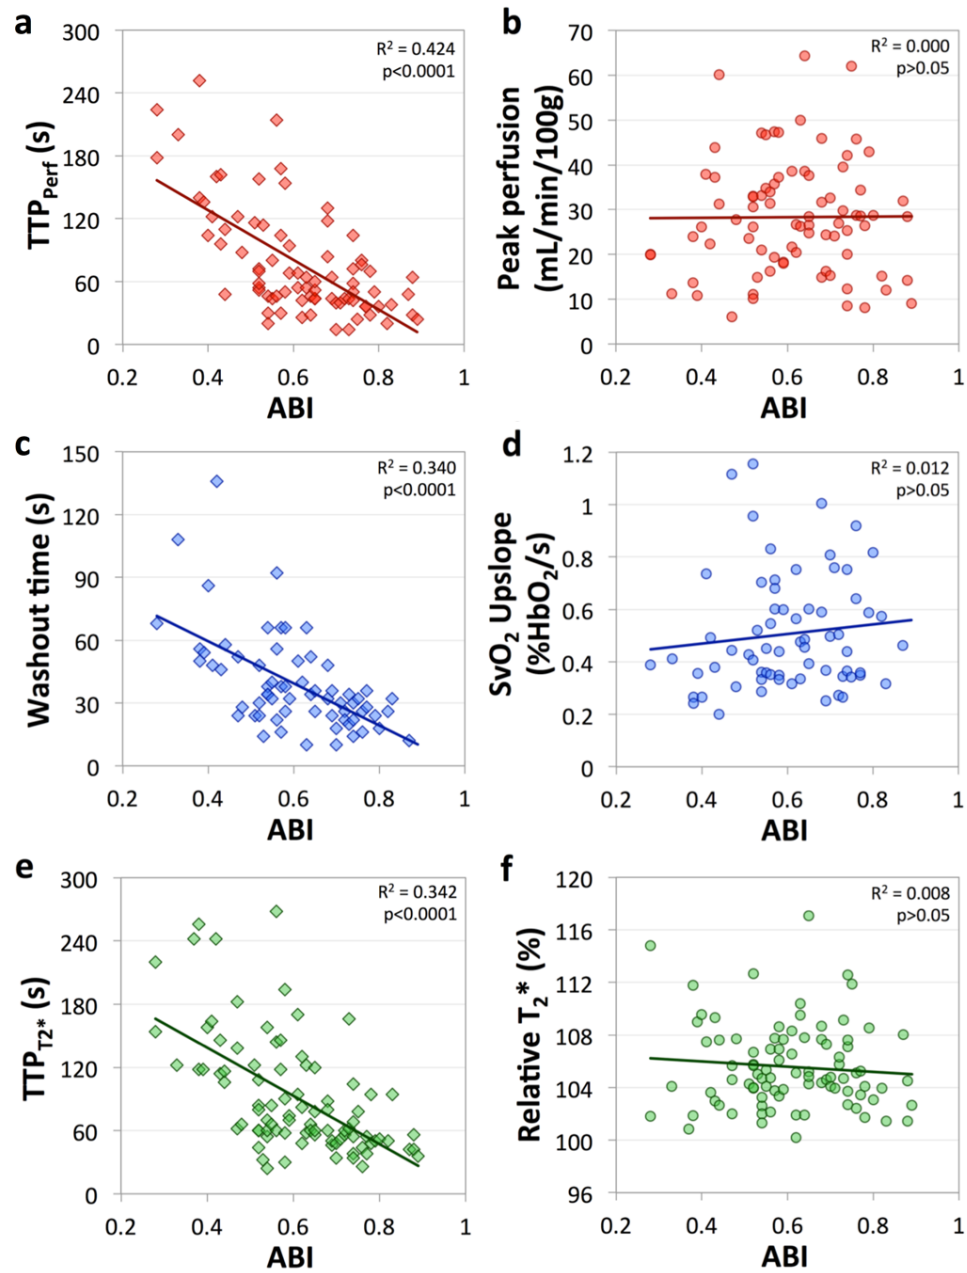 a
TTP_Perf (s)
R² = 0.424
p<0.0001
300
240
180
120
60
0
0.2 0.4 0.6 0.8 1
ABI
b
Peak perfusion
(mL/min/100g)
R² = 0.000
p>0.05
70
60
50
40
30
20
10
0
0.2 0.4 0.6 0.8 1
ABI
c
Washout time (s)
R² = 0.340
p<0.0001
150
120
90
60
30
0
0.2 0.4 0.6 0.8 1
ABI
d
SvO₂ Upslope
(%HbO₂/s)
R² = 0.012
p>0.05
1.2
1
0.8
0.6
0.4
0.2
0
0.2 0.4 0.6 0.8 1
ABI
e
TTP_T2* (s)
R² = 0.342
p<0.0001
300
240
180
120
60
0
0.2 0.4 0.6 0.8 1
ABI
f
Relative T₂* (%)
R² = 0.008
p>0.05
120
116
112
108
104
100
96
0.2 0.4 0.6 0.8 1
ABI